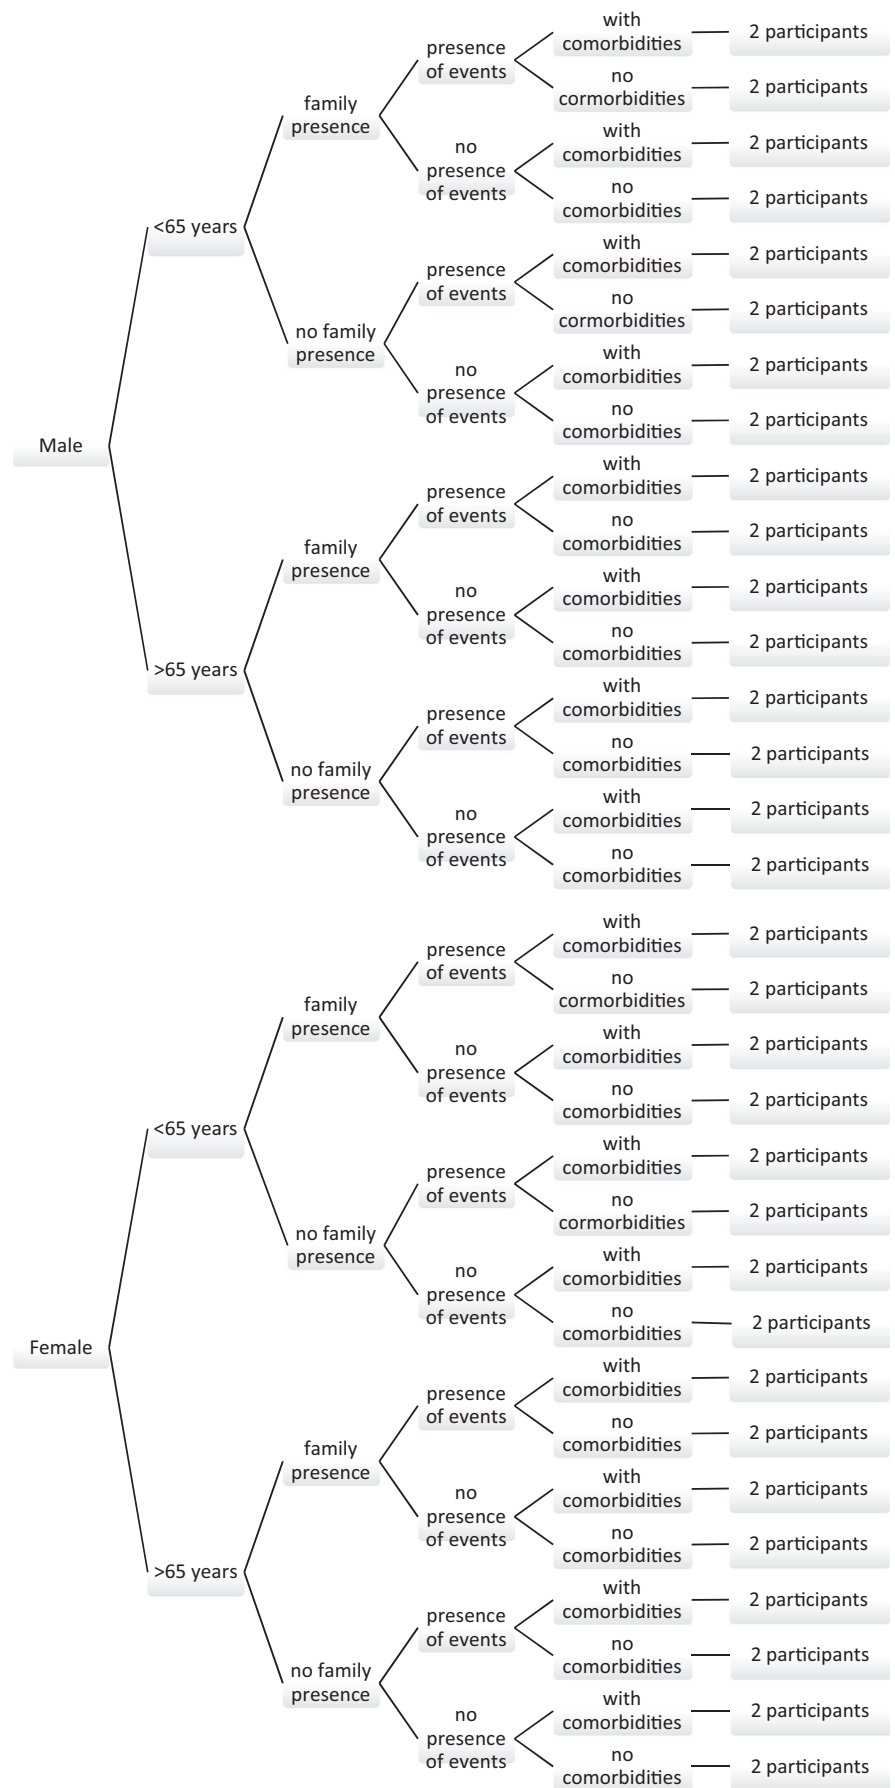 Male
<65 years
family
presence
presence
of events
with
comorbidities
2 participants
no
cormorbidities
2 participants
no
presence
of events
with
comorbidities
2 participants
no
comorbidities
2 participants
no family
presence
presence
of events
with
comorbidities
2 participants
no
cormorbidities
2 participants
no
presence
of events
with
comorbidities
2 participants
no
comorbidities
2 participants
>65 years
family
presence
presence
of events
with
comorbidities
2 participants
no
comorbidities
2 participants
no
presence
of events
with
comorbidities
2 participants
no
comorbidities
2 participants
no family
presence
presence
of events
with
comorbidities
2 participants
no
comorbidities
2 participants
no
presence
of events
with
comorbidities
2 participants
no
comorbidities
2 participants
Female
<65 years
family
presence
presence
of events
with
comorbidities
2 participants
no
cormorbidities
2 participants
no
presence
of events
with
comorbidities
2 participants
no
comorbidities
2 participants
no family
presence
presence
of events
with
comorbidities
2 participants
no
cormorbidities
2 participants
no
presence
of events
with
comorbidities
2 participants
no
comorbidities
2 participants
>65 years
family
presence
presence
of events
with
comorbidities
2 participants
no
comorbidities
2 participants
no
presence
of events
with
comorbidities
2 participants
no
comorbidities
2 participants
no family
presence
presence
of events
with
comorbidities
2 participants
no
comorbidities
2 participants
no
presence
of events
with
comorbidities
2 participants
no
comorbidities
2 participants